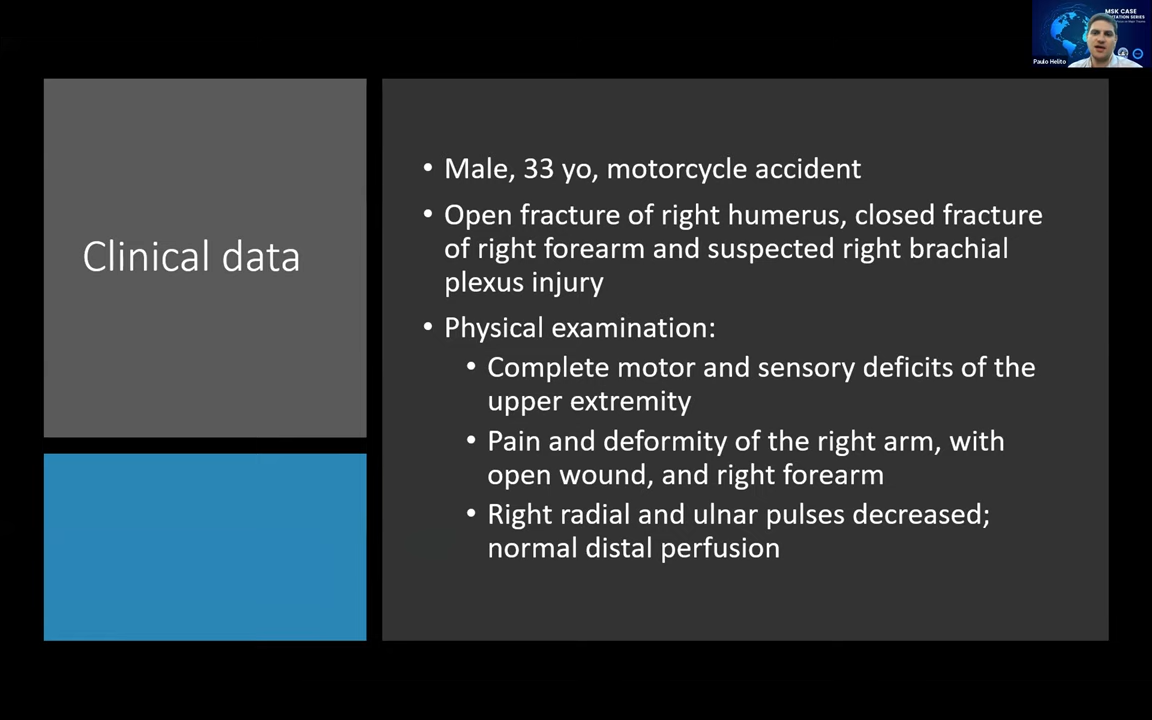 MSK CASE
Paulo Helito
Clinical data
• Male, 33 yo, motorcycle accident
• Open fracture of right humerus, closed fracture
of right forearm and suspected right brachial
plexus injury
• Physical examination:
• Complete motor and sensory deficits of the
upper extremity
• Pain and deformity of the right arm, with
open wound, and right forearm
• Right radial and ulnar pulses decreased;
normal distal perfusion